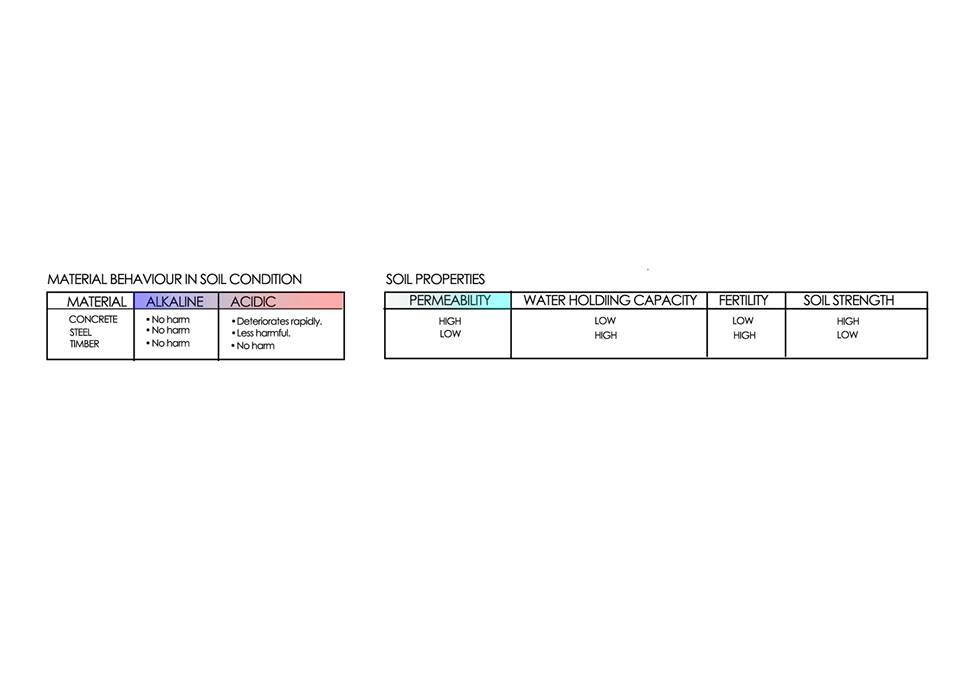 MATERIAL BEHAVIOUR IN SOIL CONDITION
MATERIAL ALKALINE ACIDIC
CONCRETE • No harm • Deteriorates rapidly.
STEEL • No harm • Less harmful.
TIMBER • No harm • No harm
SOIL PROPERTIES
PERMEABILITY WATER HOLDIING CAPACITY FERTILITY SOIL STRENGTH
HIGH LOW LOW HIGH
LOW HIGH HIGH LOW